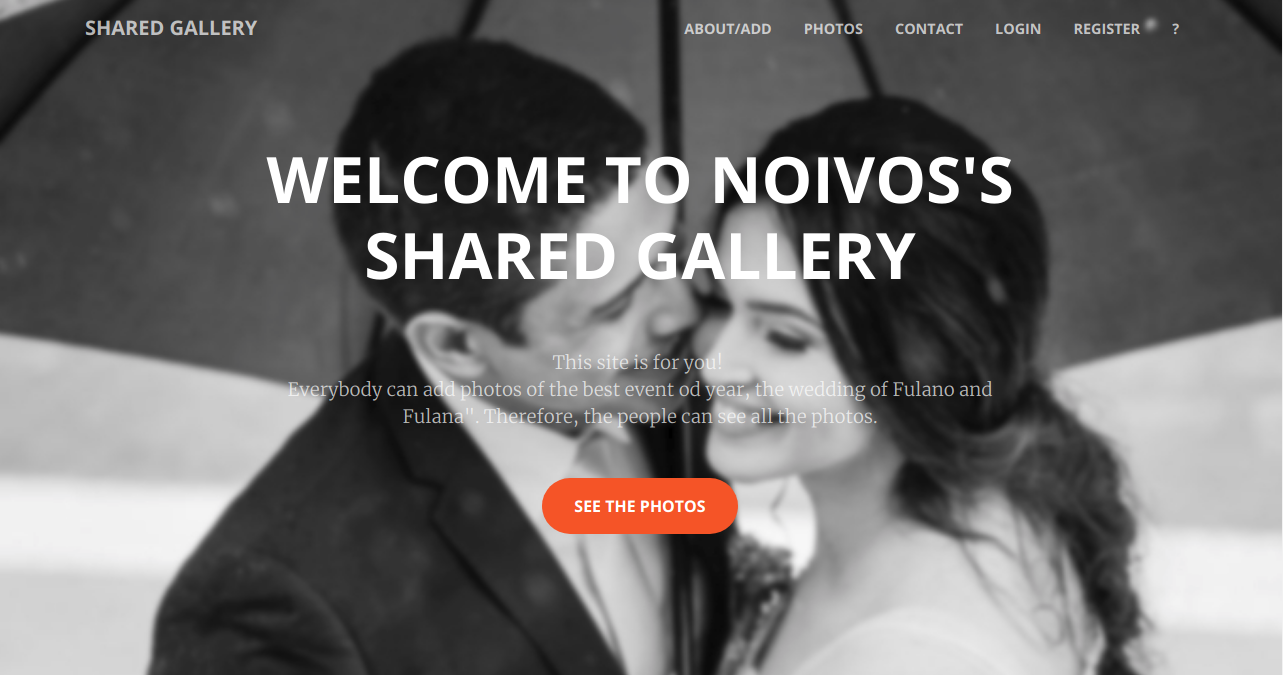 SHARED GALLERY
ABOUT/ADD PHOTOS CONTACT LOGIN REGISTER ?
WELCOME TO NOIVOS'S
SHARED GALLERY
This site is for you!
Everybody can add photos of the best event od year, the wedding of Fulano and
Fulana". Therefore, the people can see all the photos.
SEE THE PHOTOS